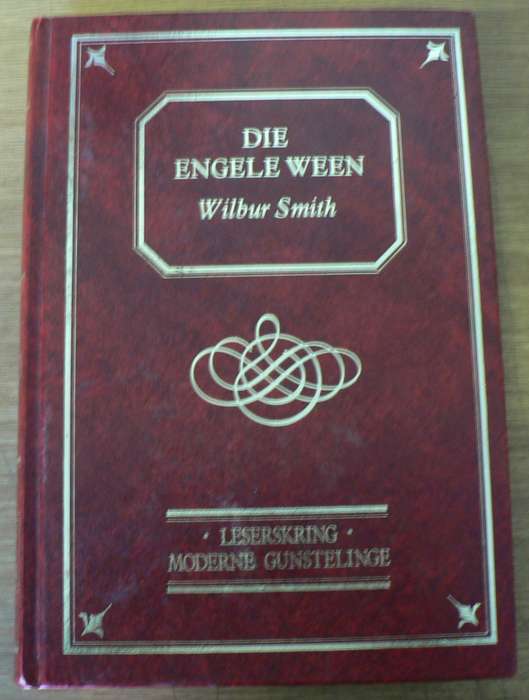 DIE
ENGELE WEEN
Wilbur Smith
· LESERSKRING ·
MODERNE GUNSTELINGE